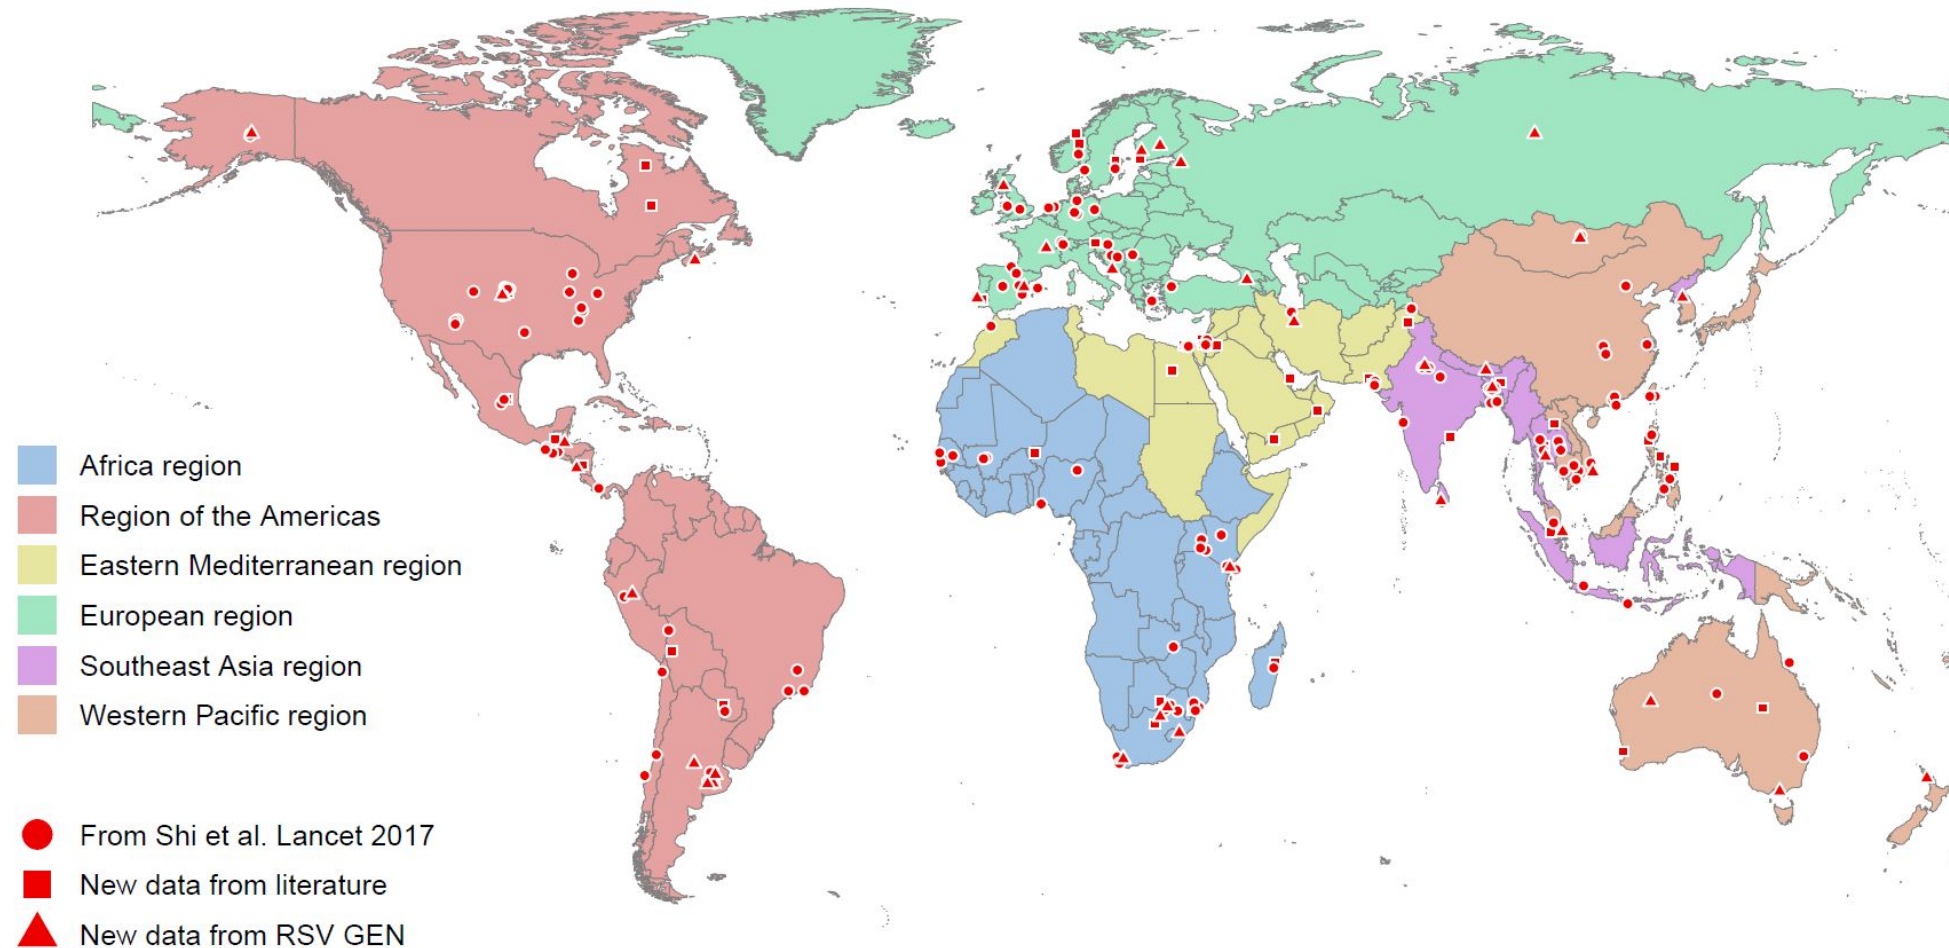 Africa region
Region of the Americas
Eastern Mediterranean region
European region
Southeast Asia region
Western Pacific region
From Shi et al. Lancet 2017
New data from literature
New data from RSV GEN